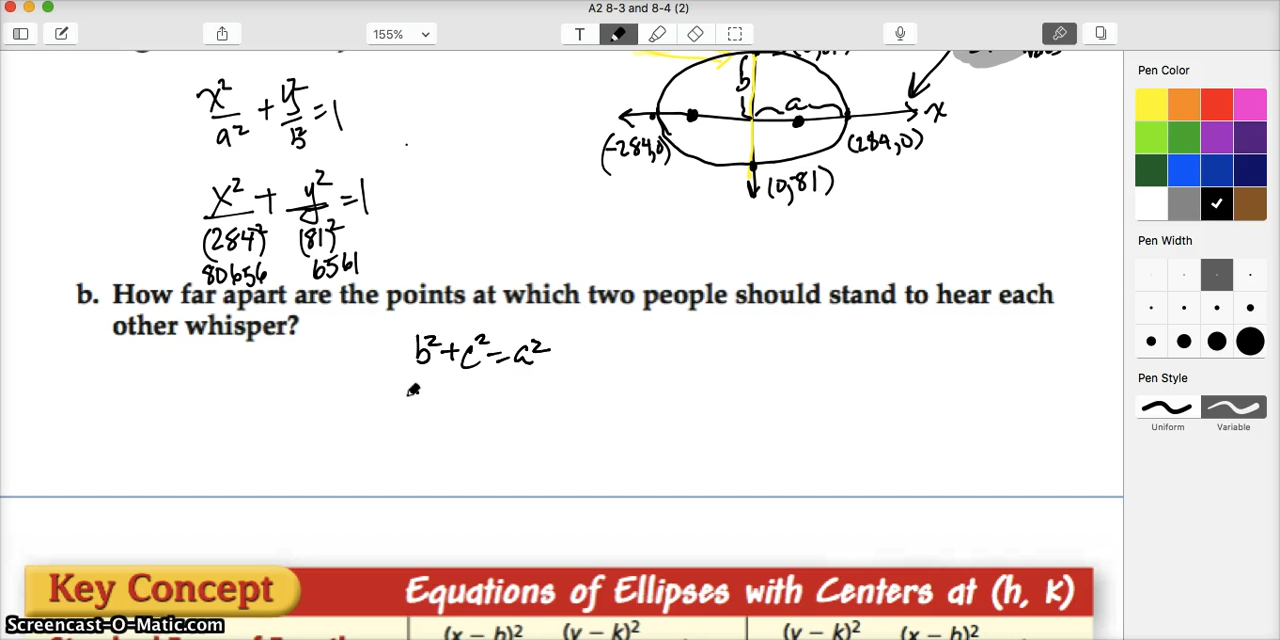 A2 8-3 and 8-4 (2)
155%
T
b
a
x
(-284,0)
(284,0)
(0,-81)
x²/a² + y²/b² = 1
x²/(284)² + y²/(81)² = 1
80656 6561
b. How far apart are the points at which two people should stand to hear each
other whisper?
b²+c²=a²
Key Concept
Equations of Ellipses with Centers at (h, k)
(y – k)²
(y – k)²
Pen Color
Pen Width
Pen Style
Uniform
Variable
Screencast-O-Matic.com